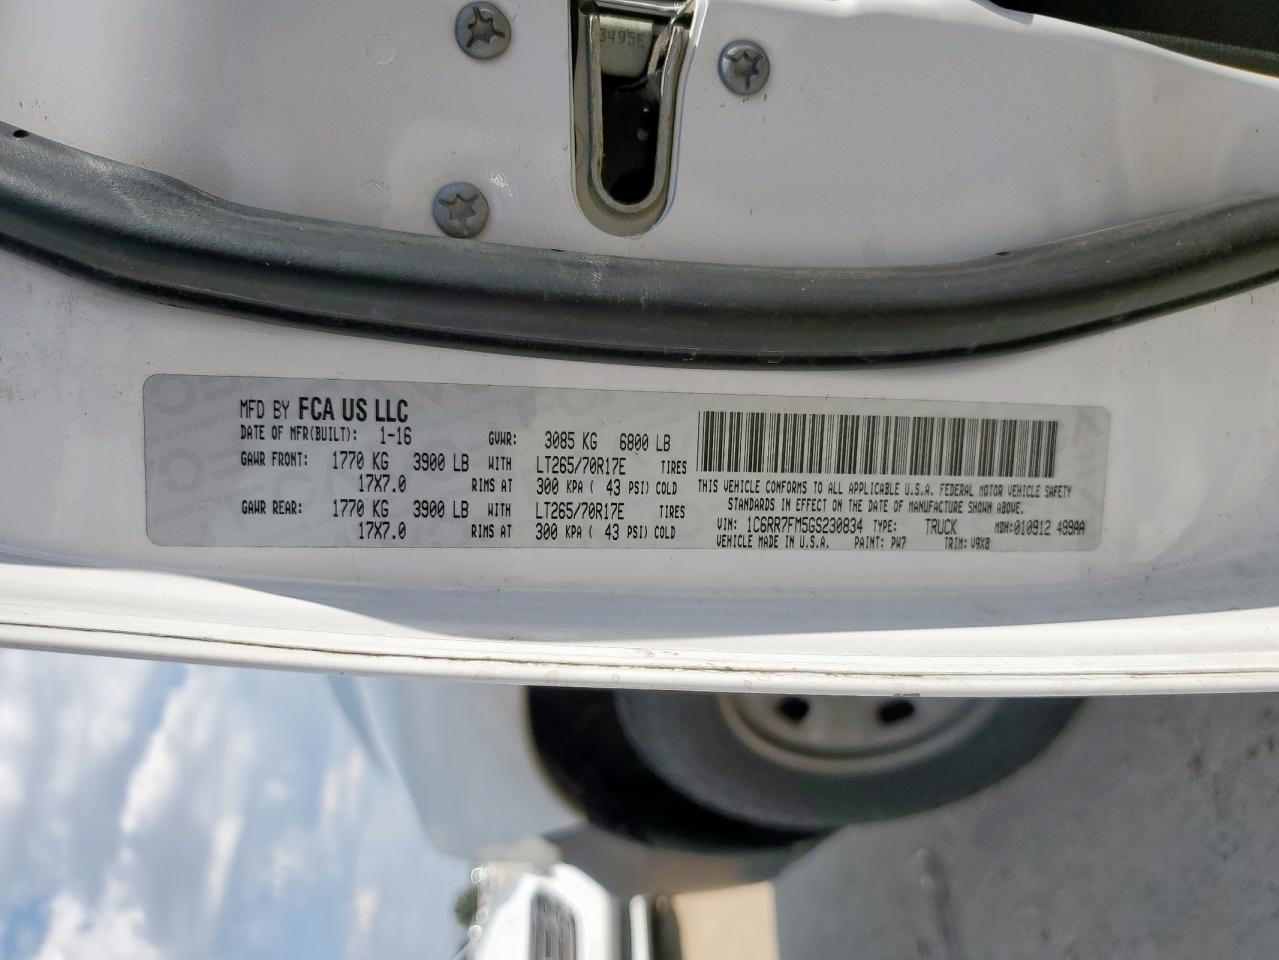 3495E
MFD BY FCA US LLC
DATE OF MFR(BUILT): 1-16 GVWR: 3085 KG 6800 LB
GAWR FRONT: 1770 KG 3900 LB WITH LT265/70R17E TIRES
17X7.0 RIMS AT 300 KPA ( 43 PSI) COLD
GAWR REAR: 1770 KG 3900 LB WITH LT265/70R17E TIRES
17X7.0 RIMS AT 300 KPA ( 43 PSI) COLD
THIS VEHICLE CONFORMS TO ALL APPLICABLE U.S.A. FEDERAL MOTOR VEHICLE SAFETY
STANDARDS IN EFFECT ON THE DATE OF MANUFACTURE SHOWN ABOVE.
VIN: 1C6RR7FM5GS230834 TYPE: TRUCK MDH:010912 499AA
VEHICLE MADE IN U.S.A. PAINT: PW7 TRIM: V9X8